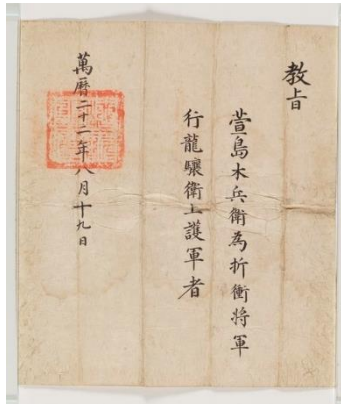 教旨
萱島木兵衛為折衝將軍
行龍驤衛上護軍者
萬曆二十二年八月十九日